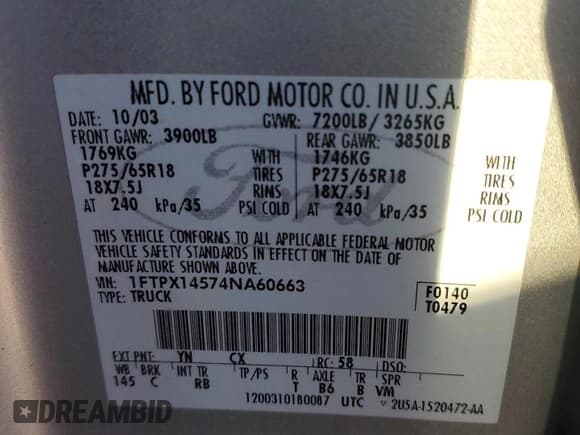 MFD. BY FORD MOTOR CO. IN U.S.A.
DATE: 10/03 GVWR: 7200LB/ 3265KG
FRONT GAWR: 3900LB REAR GAWR: 3850LB
1769KG WITH 1746KG WITH
P275/65R18 TIRES P275/65R18 TIRES
18X7.5J RIMS 18X7.5J RIMS
AT 240 kPa/35 PSI COLD AT 240 kPa/35 PSI COLD
Ford
THIS VEHICLE CONFORMS TO ALL APPLICABLE FEDERAL MOTOR
VEHICLE SAFETY STANDARDS IN EFFECT ON THE DATE OF
MANUFACTURE SHOWN ABOVE.
VIN: 1FTPX14574NA60663 F0140
TYPE: TRUCK T0479
EXT PNT: YN CX RC: 58 DSO:
WB BRK INT TR TP/PS R AXLE TR SPR
145 C RB T B6 B VM
1200310180087 UTC 2U5A-1520472-AA
DREAMBID